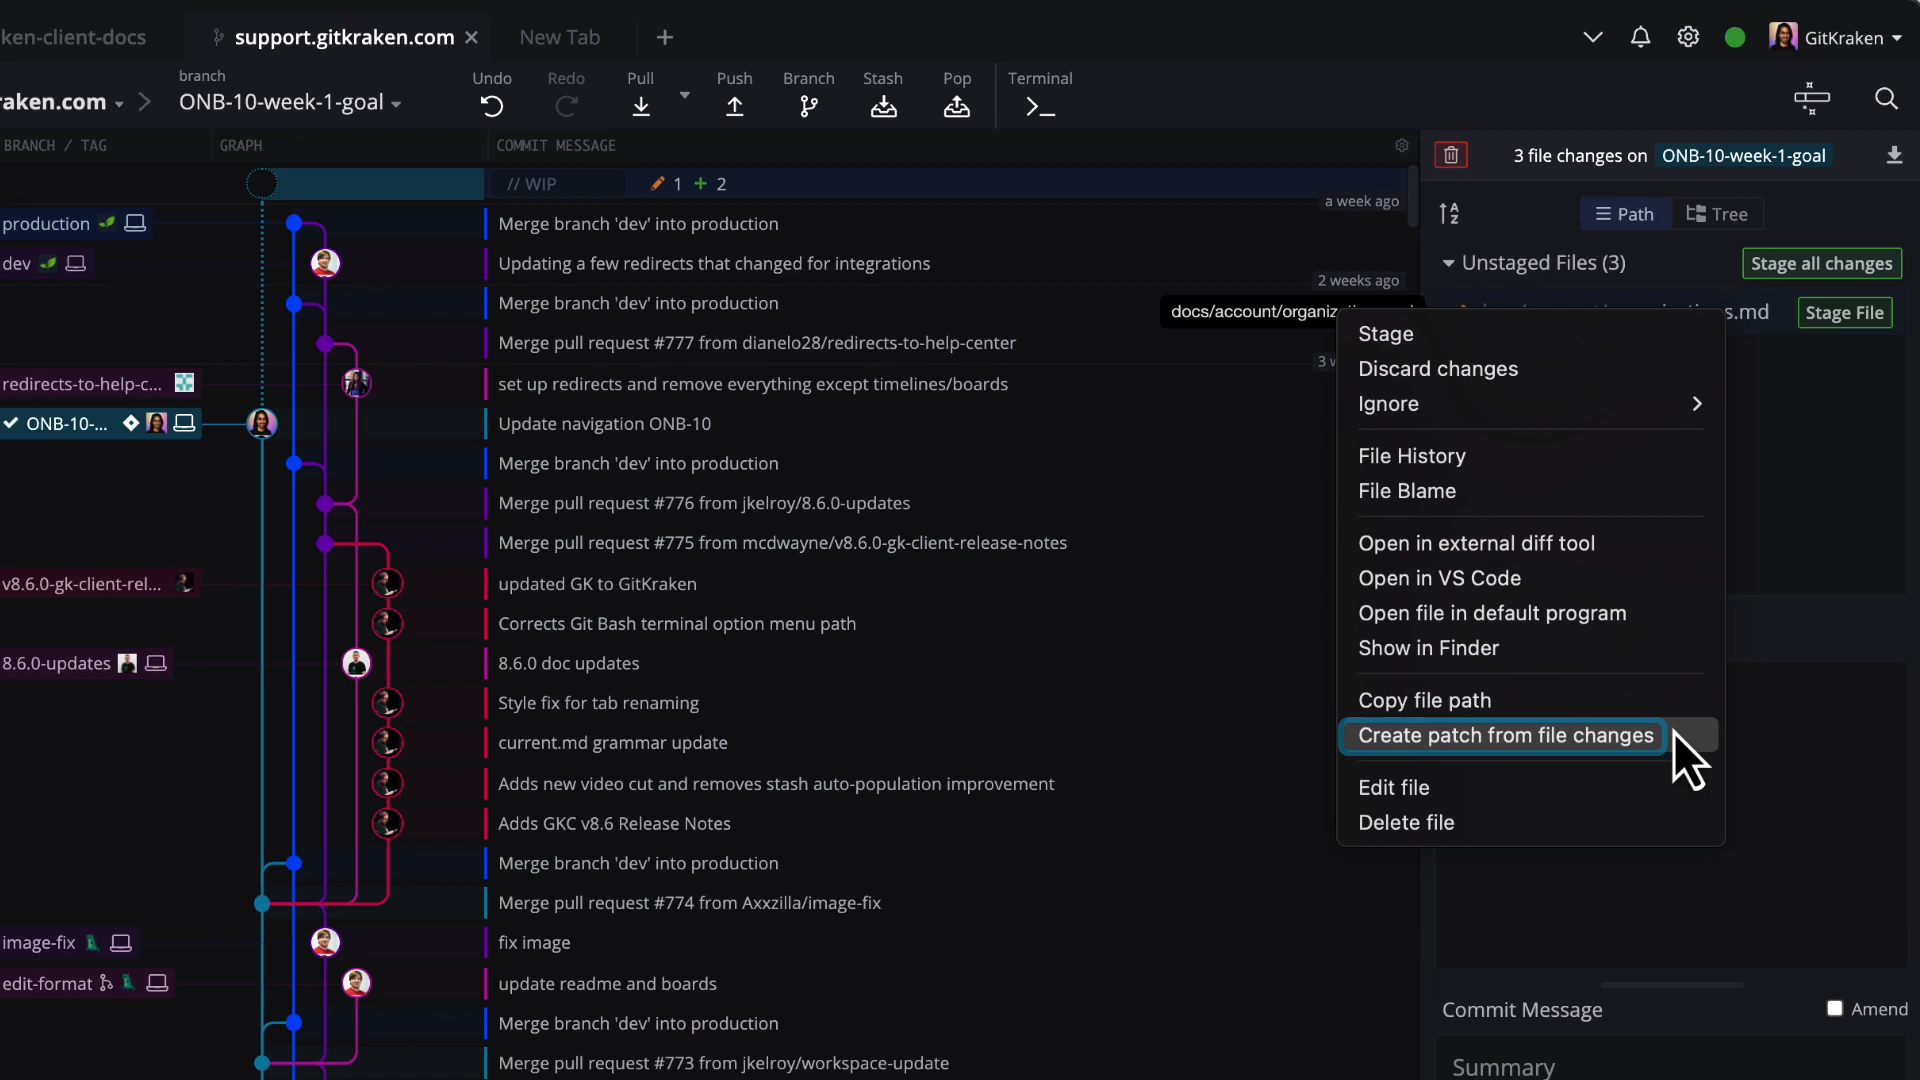 ken-client-docs
support.gitkraken.com
New Tab
GitKraken
raken.com
branch
ONB-10-week-1-goal
Undo
Redo
Pull
Push
Branch
Stash
Pop
Terminal
BRANCH / TAG
GRAPH
COMMIT MESSAGE
3 file changes on ONB-10-week-1-goal
// WIP
1
2
a week ago
Path
Tree
production
Merge branch 'dev' into production
dev
Updating a few redirects that changed for integrations
2 weeks ago
Unstaged Files (3)
Stage all changes
Merge branch 'dev' into production
docs/account/organiz
s.md
Stage File
Merge pull request #777 from dianelo28/redirects-to-help-center
3 w
redirects-to-help-c...
set up redirects and remove everything except timelines/boards
ONB-10-...
Update navigation ONB-10
Merge branch 'dev' into production
Merge pull request #776 from jkelroy/8.6.0-updates
Merge pull request #775 from mcdwayne/v8.6.0-gk-client-release-notes
v8.6.0-gk-client-rel...
updated GK to GitKraken
Corrects Git Bash terminal option menu path
8.6.0-updates
8.6.0 doc updates
Style fix for tab renaming
current.md grammar update
Adds new video cut and removes stash auto-population improvement
Adds GKC v8.6 Release Notes
Merge branch 'dev' into production
Merge pull request #774 from Axxzilla/image-fix
image-fix
fix image
edit-format
update readme and boards
Merge branch 'dev' into production
Merge pull request #773 from jkelroy/workspace-update
Stage
Discard changes
Ignore
File History
File Blame
Open in external diff tool
Open in VS Code
Open file in default program
Show in Finder
Copy file path
Create patch from file changes
Edit file
Delete file
Commit Message
Amend
Summary